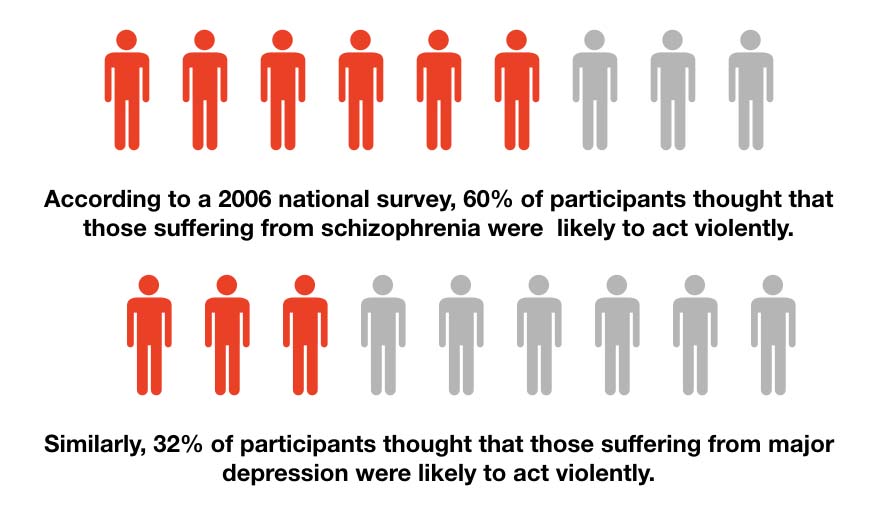 According to a 2006 national survey, 60% of participants thought that
those suffering from schizophrenia were  likely to act violently.
Similarly, 32% of participants thought that those suffering from major
depression were likely to act violently.